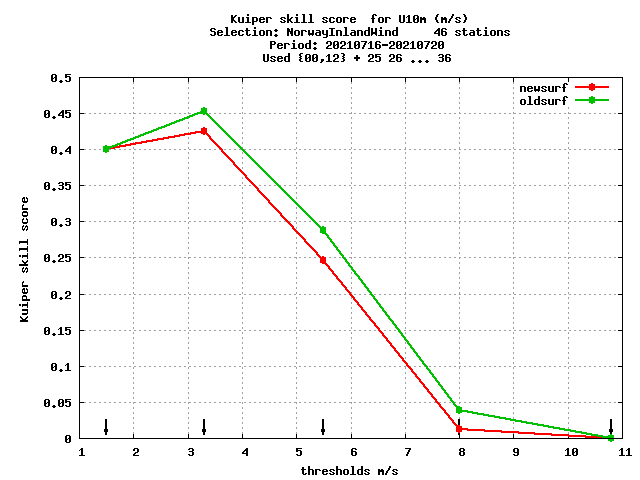 Kuiper skill score  for U10m (m/s)
Selection: NorwayInlandWind     46 stations
Period: 20210716-20210720
Used {00,12} + 25 26 ... 36
newsurf
oldsurf
0.5
0.45
0.4
0.35
0.3
0.25
0.2
0.15
0.1
0.05
0
Kuiper skill score
1 2 3 4 5 6 7 8 9 10 11
thresholds m/s